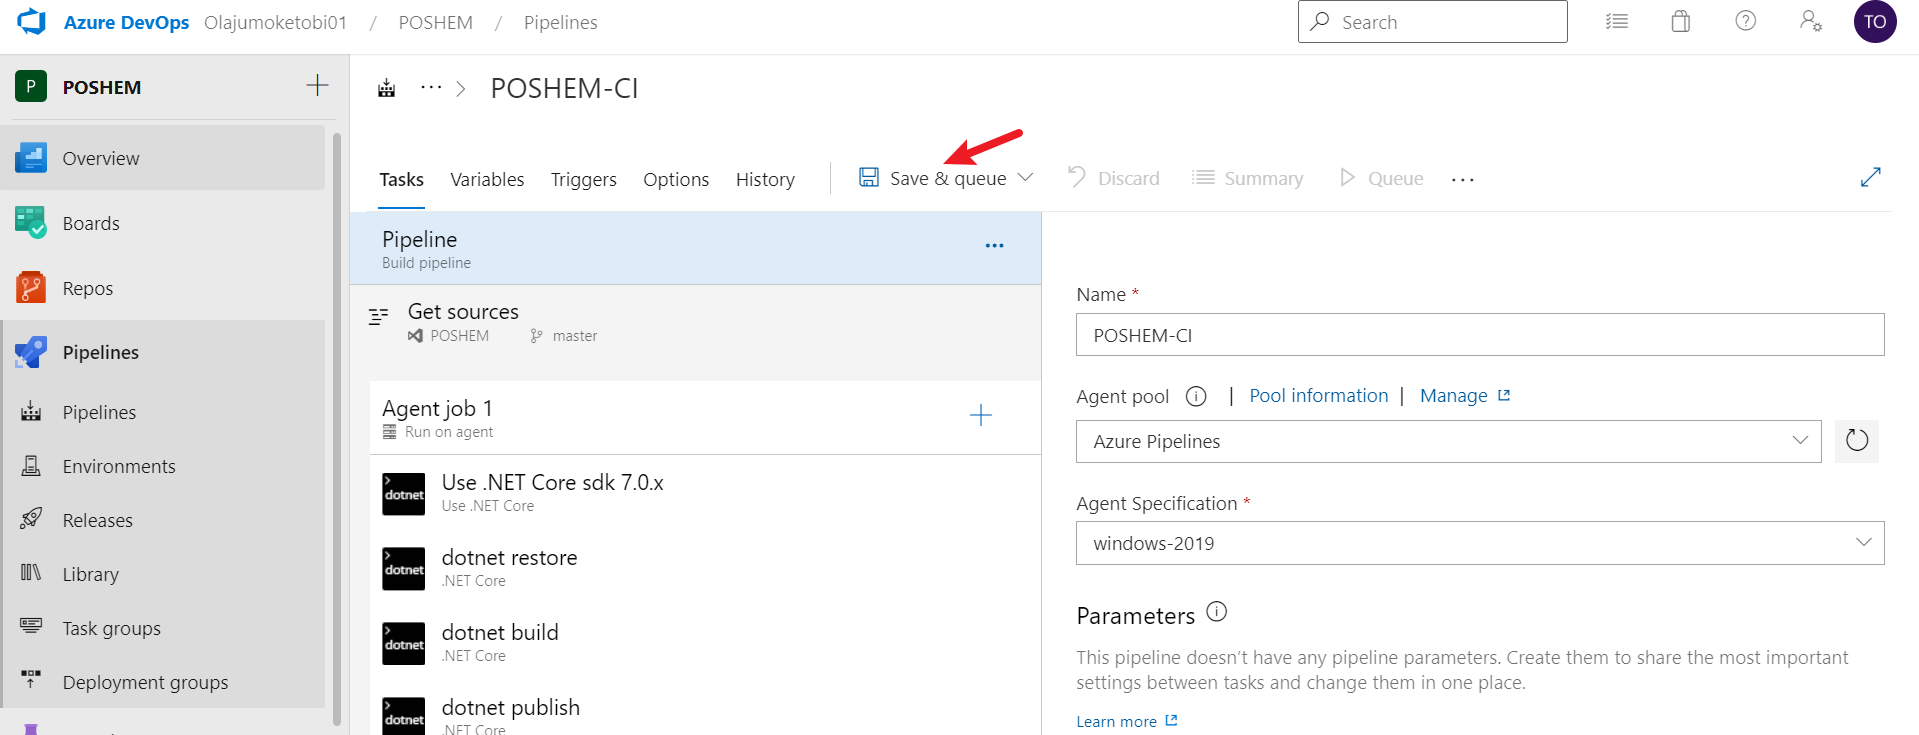 Azure DevOps Olajumoketobi01 / POSHEM / Pipelines
Search
TO
P POSHEM
Overview
Boards
Repos
Pipelines
Pipelines
Environments
Releases
Library
Task groups
Deployment groups
... > POSHEM-CI
Tasks Variables Triggers Options History Save & queue Discard Summary Queue ...
Pipeline
Build pipeline
...
Get sources
POSHEM master
Agent job 1
Run on agent
dotnet
Use .NET Core sdk 7.0.x
Use .NET Core
dotnet
dotnet restore
.NET Core
dotnet
dotnet build
.NET Core
dotnet
dotnet publish
.NET Core
Name *
POSHEM-CI
Agent pool | Pool information | Manage
Azure Pipelines
Agent Specification *
windows-2019
Parameters
This pipeline doesn't have any pipeline parameters. Create them to share the most important
settings between tasks and change them in one place.
Learn more